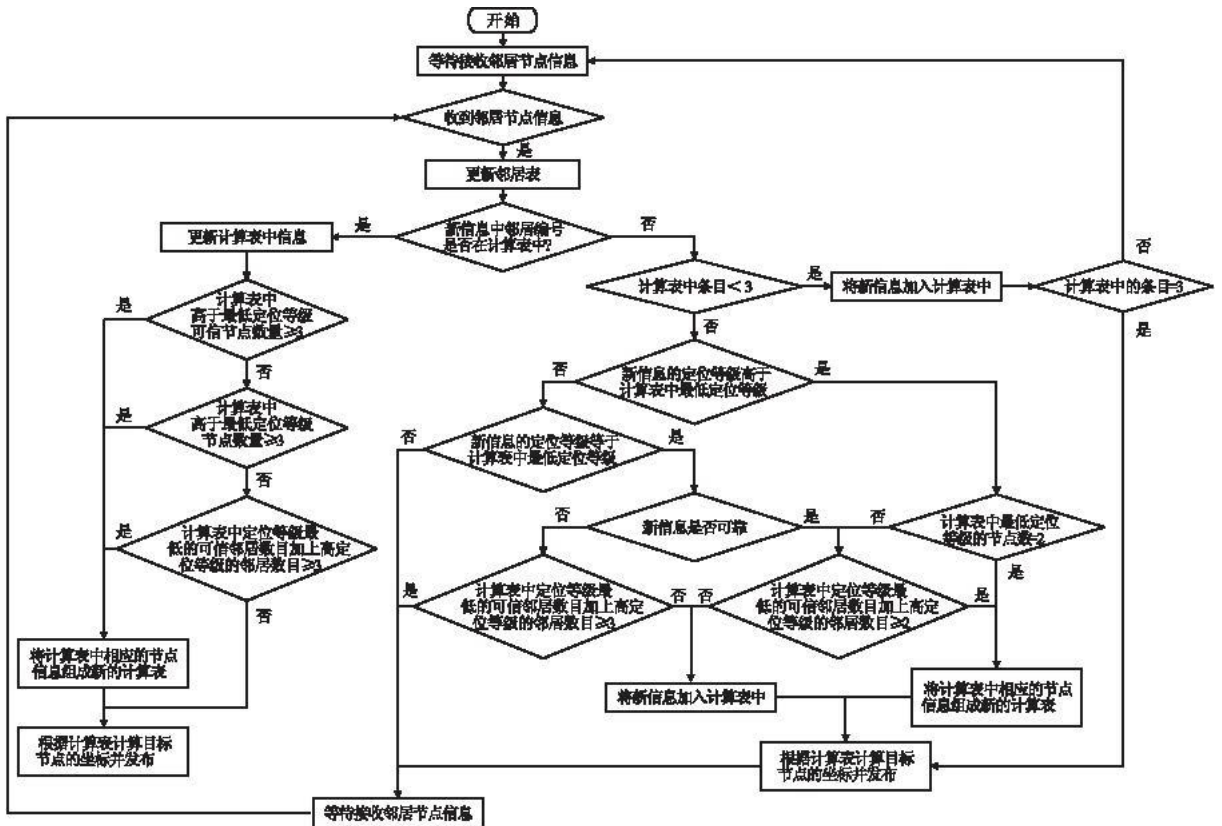 开始
等待接收邻居节点信息
收到邻居节点信息
是
更新邻居表
新信息中邻居编号
是否在计算表中?
是
否
更新计算表中信息
计算表中条目<3
是
将新信息加入计算表中
计算表中的条目=3
否
是
否
计算表中
高于最低定位等级
可信节点数量≥3
是
否
新信息的定位等级高于
计算表中最低定位等级
否
是
计算表中
高于最低定位等级
节点数量≥3
是
否
新信息的定位等级等于
计算表中最低定位等级
否
是
计算表中定位等级最
低的可信邻居数目加上高定
位等级的邻居数目≥3
是
否
新信息是否可靠
否
是
计算表中最低定位
等级的节点数=2
否
是
计算表中定位等级最
低的可信邻居数目加上高定
位等级的邻居数目≥3
是
否
计算表中定位等级最
低的可信邻居数目加上高定
位等级的邻居数目≥2
否
是
将计算表中相应的节点
信息组成新的计算表
将新信息加入计算表中
将计算表中相应的节点
信息组成新的计算表
根据计算表计算目标
节点的坐标并发布
根据计算表计算目标
节点的坐标并发布
等待接收邻居节点信息